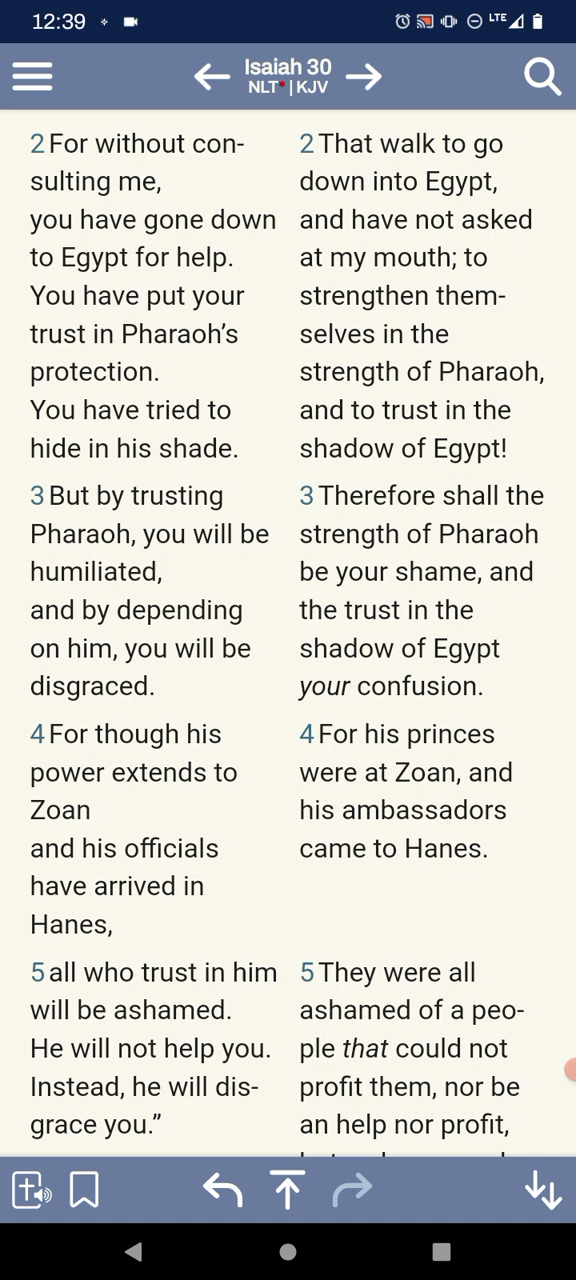 12:39
LTE
Isaiah 30
NLT* | KJV
2 For without con-
sulting me,
you have gone down
to Egypt for help.
You have put your
trust in Pharaoh’s
protection.
You have tried to
hide in his shade.
3 But by trusting
Pharaoh, you will be
humiliated,
and by depending
on him, you will be
disgraced.
4 For though his
power extends to
Zoan
and his officials
have arrived in
Hanes,
5 all who trust in him
will be ashamed.
He will not help you.
Instead, he will dis-
grace you.”
2 That walk to go
down into Egypt,
and have not asked
at my mouth; to
strengthen them-
selves in the
strength of Pharaoh,
and to trust in the
shadow of Egypt!
3 Therefore shall the
strength of Pharaoh
be your shame, and
the trust in the
shadow of Egypt
your confusion.
4 For his princes
were at Zoan, and
his ambassadors
came to Hanes.
5 They were all
ashamed of a peo-
ple that could not
profit them, nor be
an help nor profit,